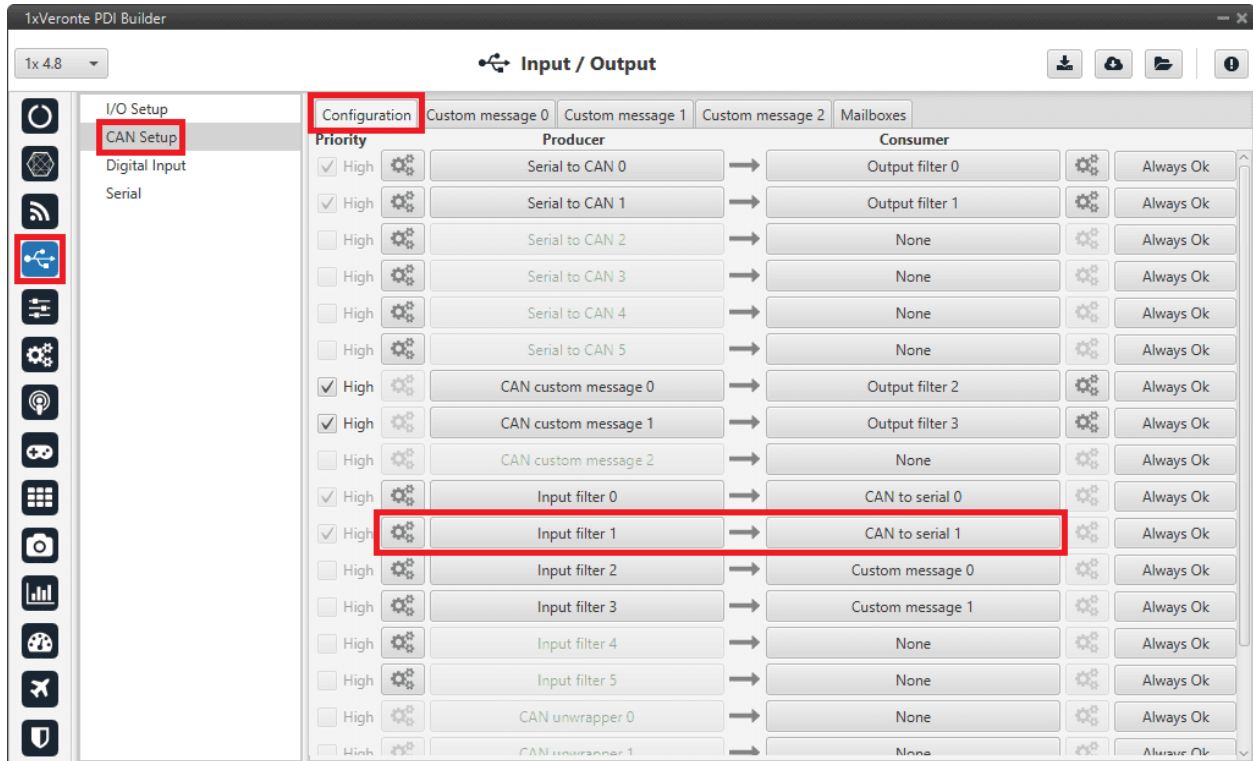 1xVeronte PDI Builder
1x 4.8
Input / Output
I/O Setup
CAN Setup
Digital Input
Serial
Configuration Custom message 0 Custom message 1 Custom message 2 Mailboxes
Priority Producer Consumer
High Serial to CAN 0 Output filter 0 Always Ok
High Serial to CAN 1 Output filter 1 Always Ok
High Serial to CAN 2 None Always Ok
High Serial to CAN 3 None Always Ok
High Serial to CAN 4 None Always Ok
High Serial to CAN 5 None Always Ok
High CAN custom message 0 Output filter 2 Always Ok
High CAN custom message 1 Output filter 3 Always Ok
High CAN custom message 2 None Always Ok
High Input filter 0 CAN to serial 0 Always Ok
High Input filter 1 CAN to serial 1 Always Ok
High Input filter 2 Custom message 0 Always Ok
High Input filter 3 Custom message 1 Always Ok
High Input filter 4 None Always Ok
High Input filter 5 None Always Ok
High CAN unwrapper 0 None Always Ok
High CAN unwrapper 1 None Always Ok